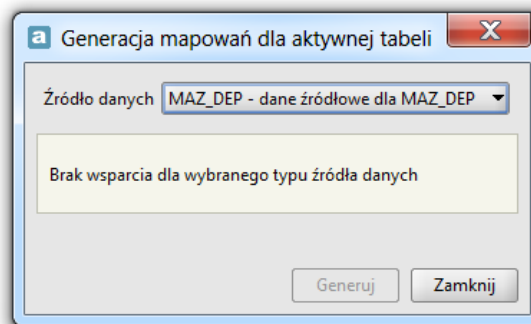 a Generacja mapowań dla aktywnej tabeli X
Źródło danych MAZ_DEP - dane źródłowe dla MAZ_DEP
Brak wsparcia dla wybranego typu źródła danych
Generuj Zamknij